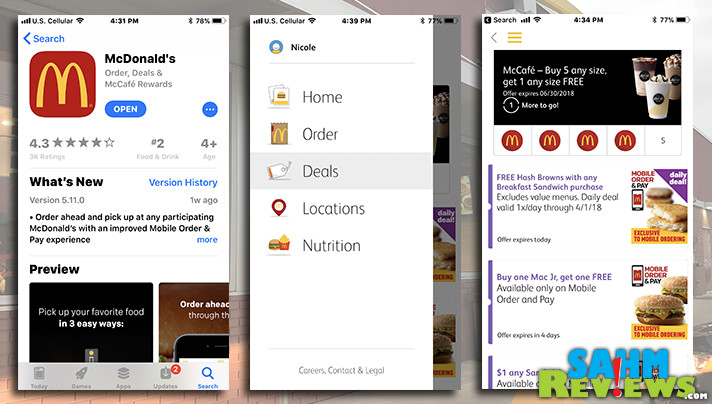 U.S. Cellular 4:31 PM 78%
Search
McDonald's
Order, Deals &
McCafé Rewards
OPEN
4.3
3K Ratings
#2
Food & Drink
4+
Age
What's New
Version History
Version 5.11.0
1w ago
• Order ahead and pick up at any participating
McDonald's with an improved Mobile Order &
Pay experience
more
Preview
Pick up your favorite food
in 3 easy ways:
Order ahead
through the
Today
Games
Apps
Updates
2
Search
U.S. Cellular 4:39 PM 77%
Nicole
Home
Order
Deals
Locations
Nutrition
Careers, Contact & Legal
daily
deal!
Search 4:34 PM 77%
McCafé – Buy 5 any size,
get 1 any size FREE
Offer expires 06/30/2018
1 More to go!
5
FREE Hash Browns with any
Breakfast Sandwich purchase
Excludes value menus. Daily deal
valid 1x/day through 4/1/18
Offer expires today
MOBILE
ORDER
& PAY
daily
deal!
EXCLUSIVE
TO MOBILE ORDERING
Buy one Mac Jr, get one FREE
Available only on Mobile
Order and Pay
Offer expires in 4 days
MOBILE
ORDER
& PAY
EXCLUSIVE
TO MOBILE ORDERING
$1 any San
Available o
SAHM
REVIEWS
.COM